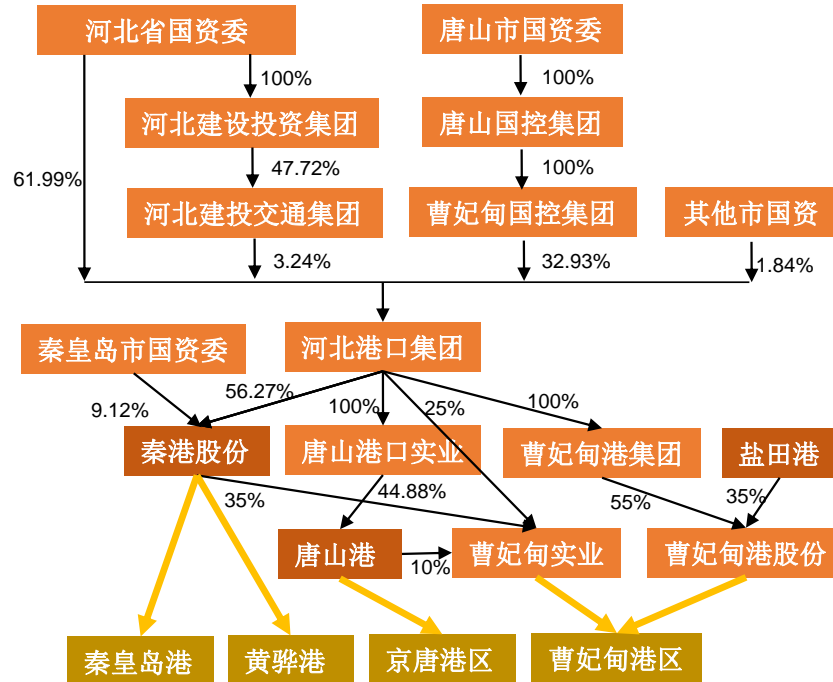 河北省国资委
唐山市国资委
100%
100%
河北建设投资集团
唐山国控集团
47.72%
100%
61.99%
河北建投交通集团
曹妃甸国控集团
其他市国资
3.24%
32.93%
1.84%
秦皇岛市国资委
河北港口集团
9.12%
56.27%
100%
25%
100%
秦港股份
唐山港口实业
曹妃甸港集团
盐田港
35%
44.88%
55%
35%
唐山港
10%
曹妃甸实业
曹妃甸港股份
秦皇岛港
黄骅港
京唐港区
曹妃甸港区